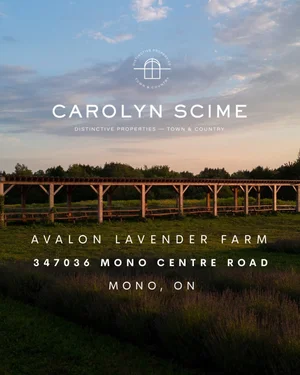 CAROLYN SCIME
DISTINCTIVE PROPERTIES — TOWN & COUNTRY
AVALON LAVENDER FARM
347036 MONO CENTRE ROAD
MONO, ON